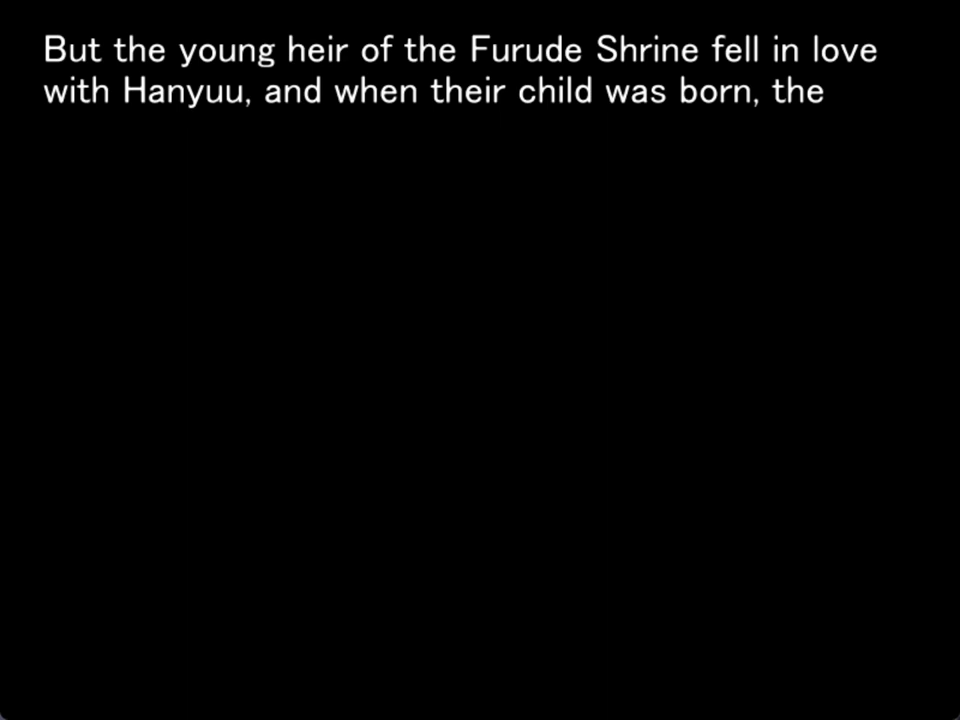 But the young heir of the Furude Shrine fell in love
with Hanyuu, and when their child was born, the